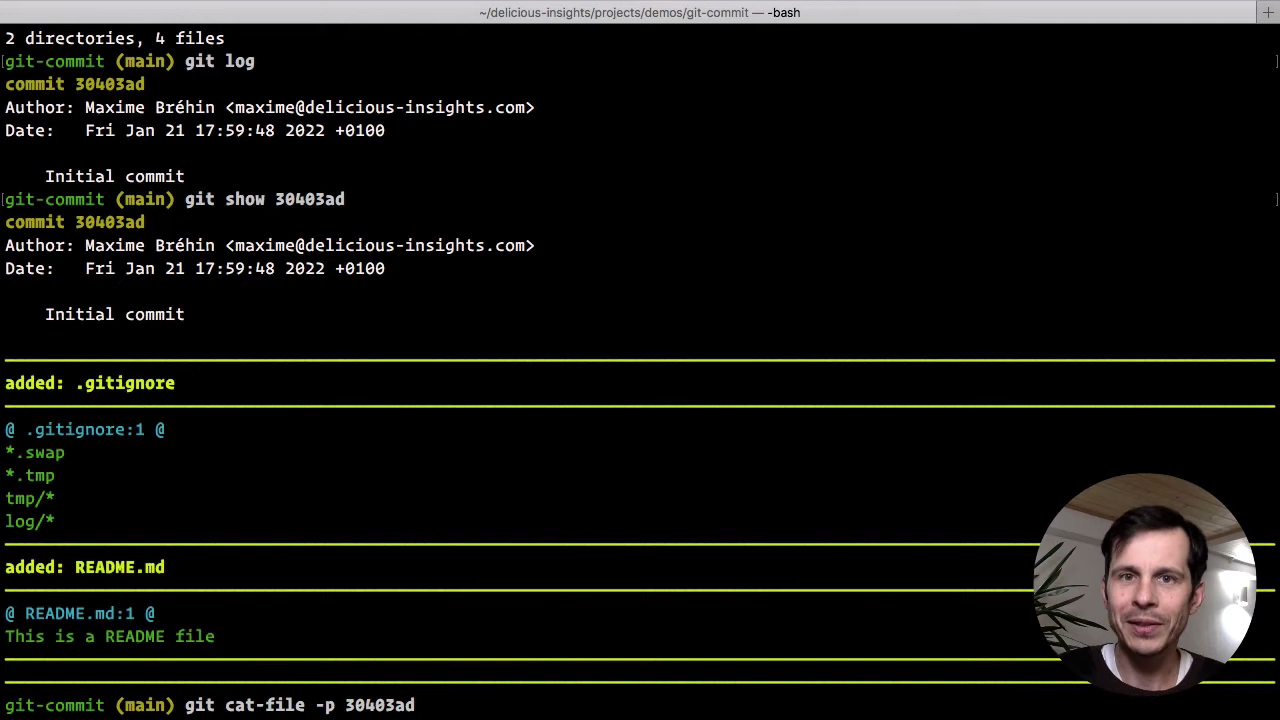 ~/delicious-insights/projects/demos/git-commit — -bash
2 directories, 4 files
git-commit (main) git log
commit 30403ad
Author: Maxime Bréhin <maxime@delicious-insights.com>
Date:   Fri Jan 21 17:59:48 2022 +0100
Initial commit
git-commit (main) git show 30403ad
commit 30403ad
Author: Maxime Bréhin <maxime@delicious-insights.com>
Date:   Fri Jan 21 17:59:48 2022 +0100
Initial commit
added: .gitignore
@ .gitignore:1 @
*.swap
*.tmp
tmp/*
log/*
added: README.md
@ README.md:1 @
This is a README file
git-commit (main) git cat-file -p 30403ad